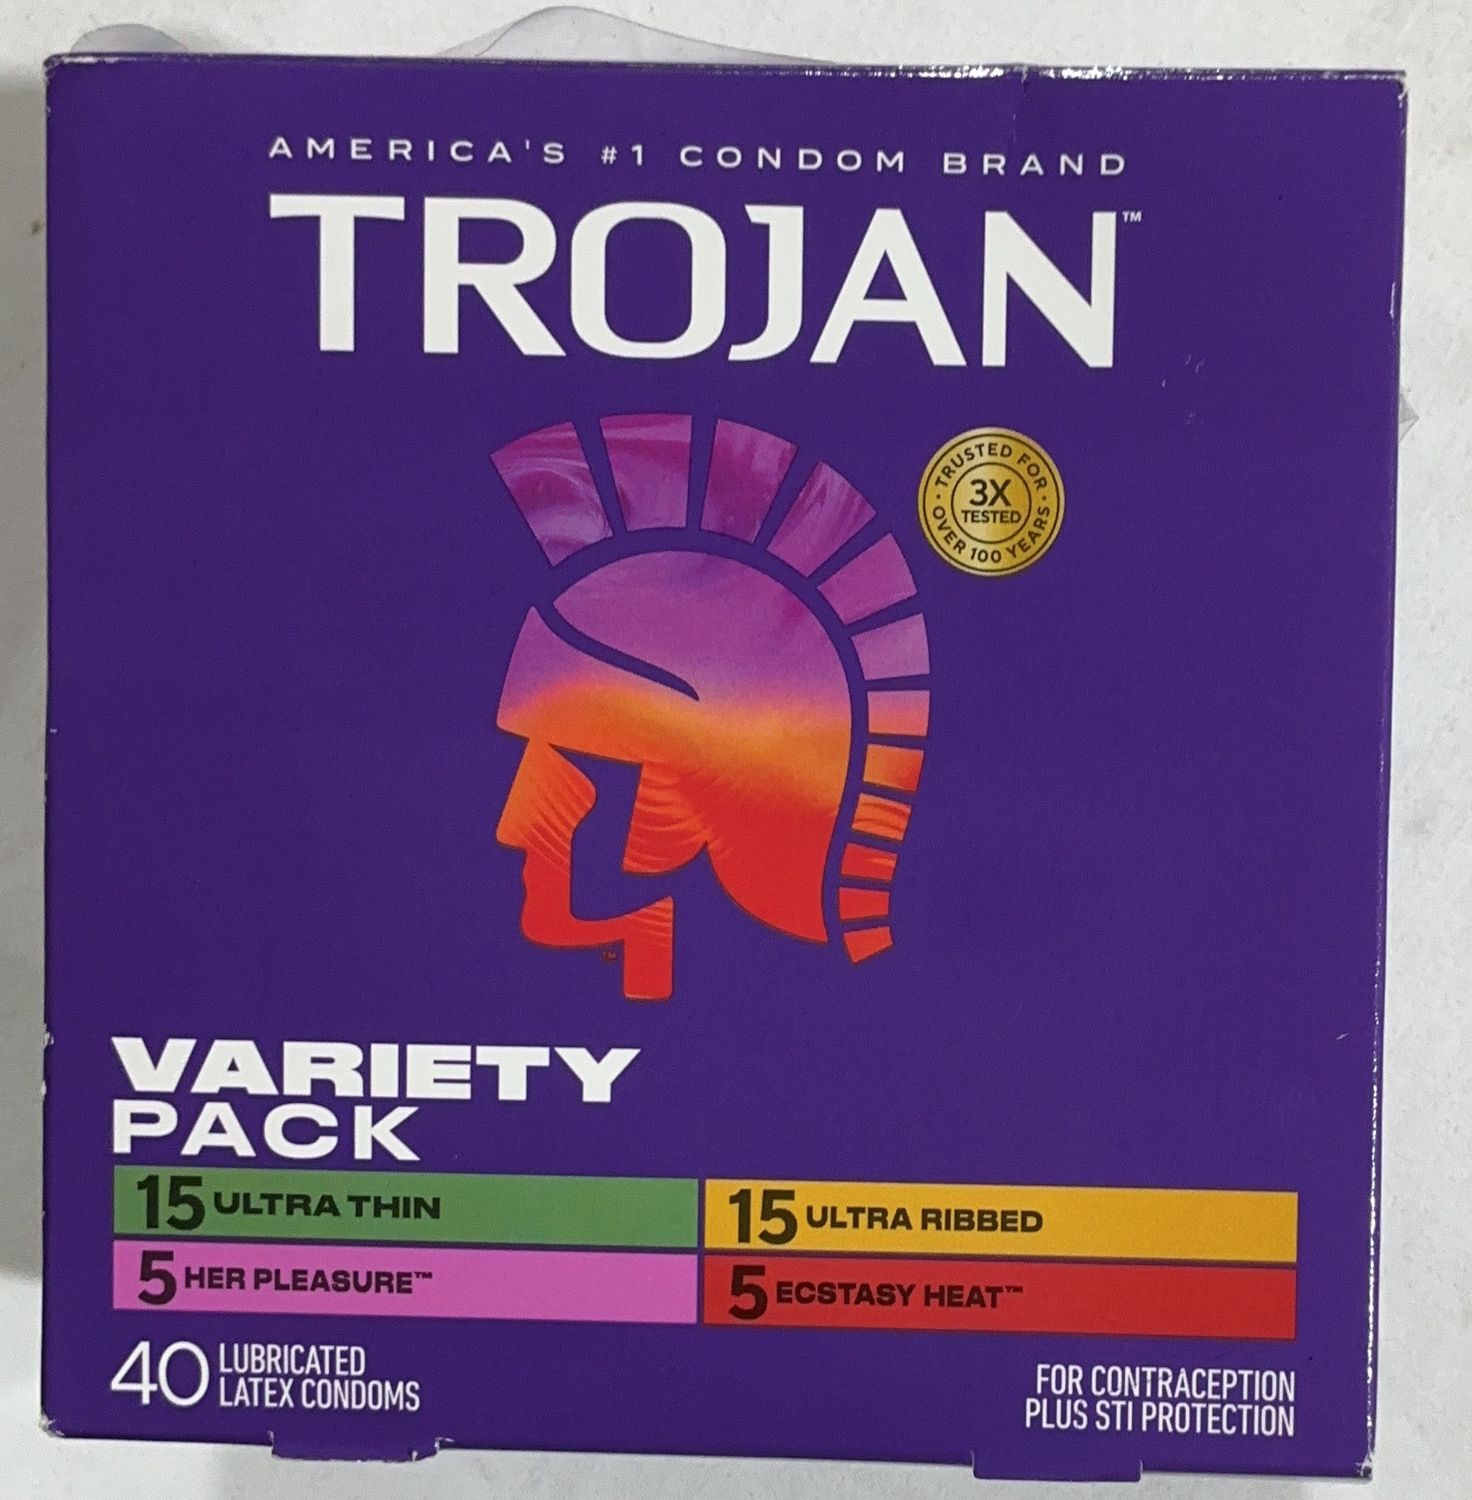 AMERICA'S #1 CONDOM BRAND
TROJAN™
TRUSTED FOR
OVER 100 YEARS
3X
TESTED
™
VARIETY
PACK
15 ULTRA THIN
15 ULTRA RIBBED
5 HER PLEASURE™
5 ECSTASY HEAT™
40 LUBRICATED
LATEX CONDOMS
FOR CONTRACEPTION
PLUS STI PROTECTION